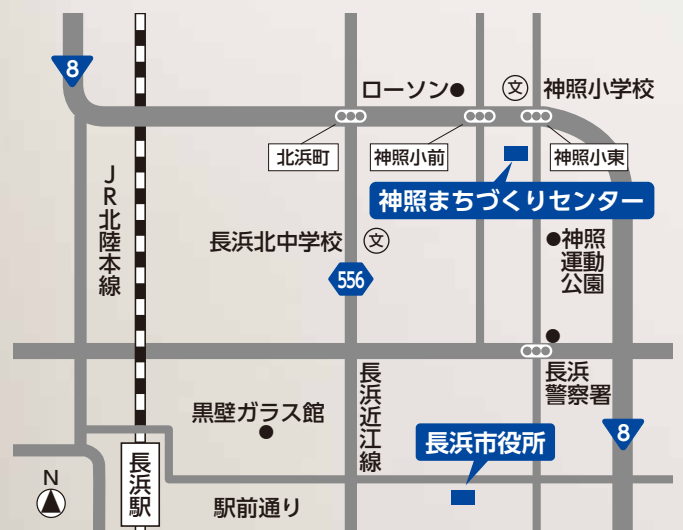 8
ローソン
文
神照小学校
北浜町
神照小前
神照小東
神照まちづくりセンター
JR北陸本線
長浜北中学校
文
神照
運動
公園
556
長浜
警察署
長浜近江線
黒壁ガラス館
長浜市役所
8
長浜駅
N
駅前通り